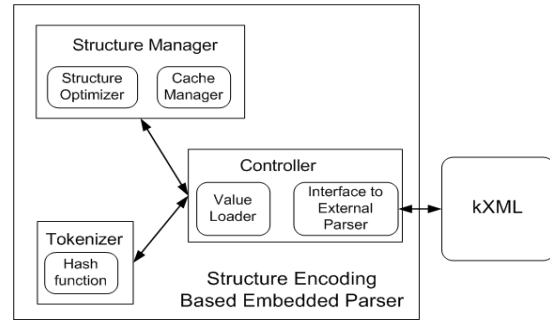 Structure Manager
Structure
Optimizer
Cache
Manager
Controller
Value
Loader
Interface to
External
Parser
kXML
Tokenizer
Hash
function
Structure Encoding
Based Embedded Parser